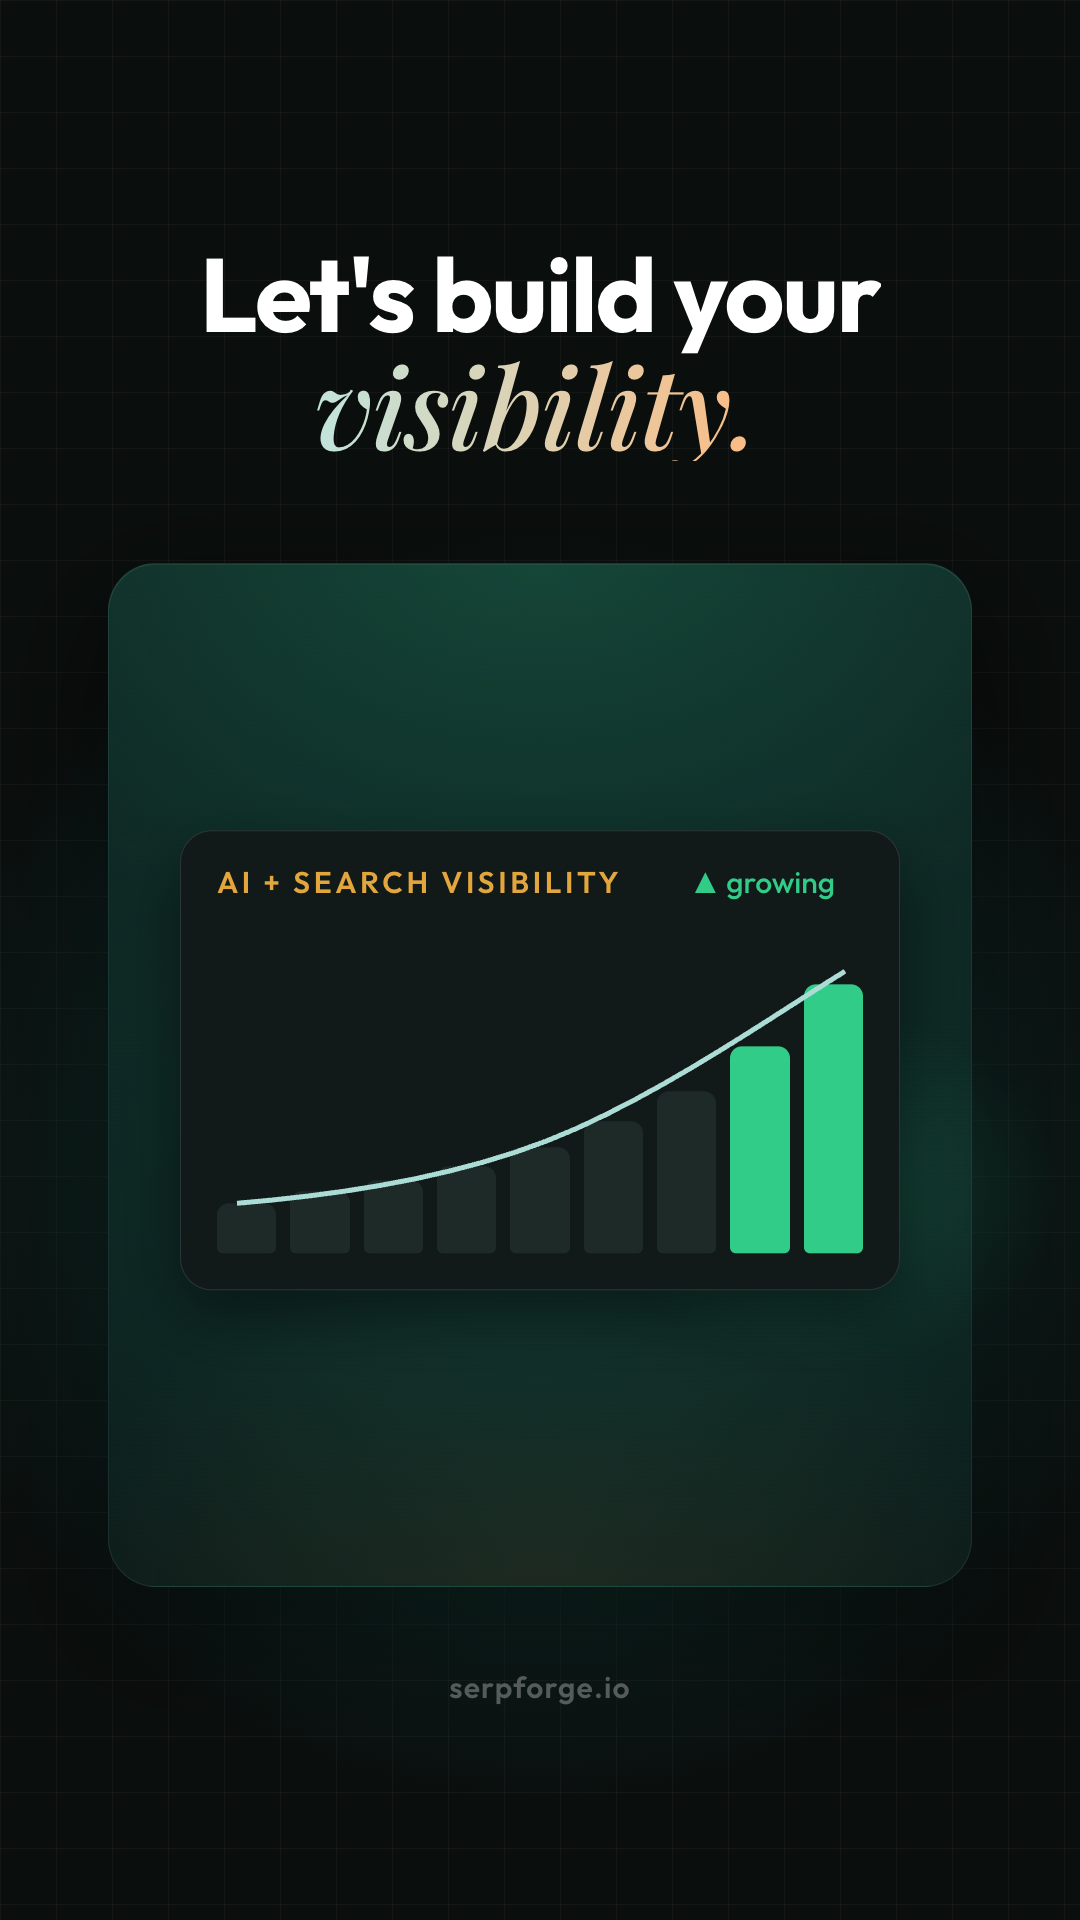 Let's build your
visibility.
AI + SEARCH VISIBILITY
▲ growing
serpforge.io